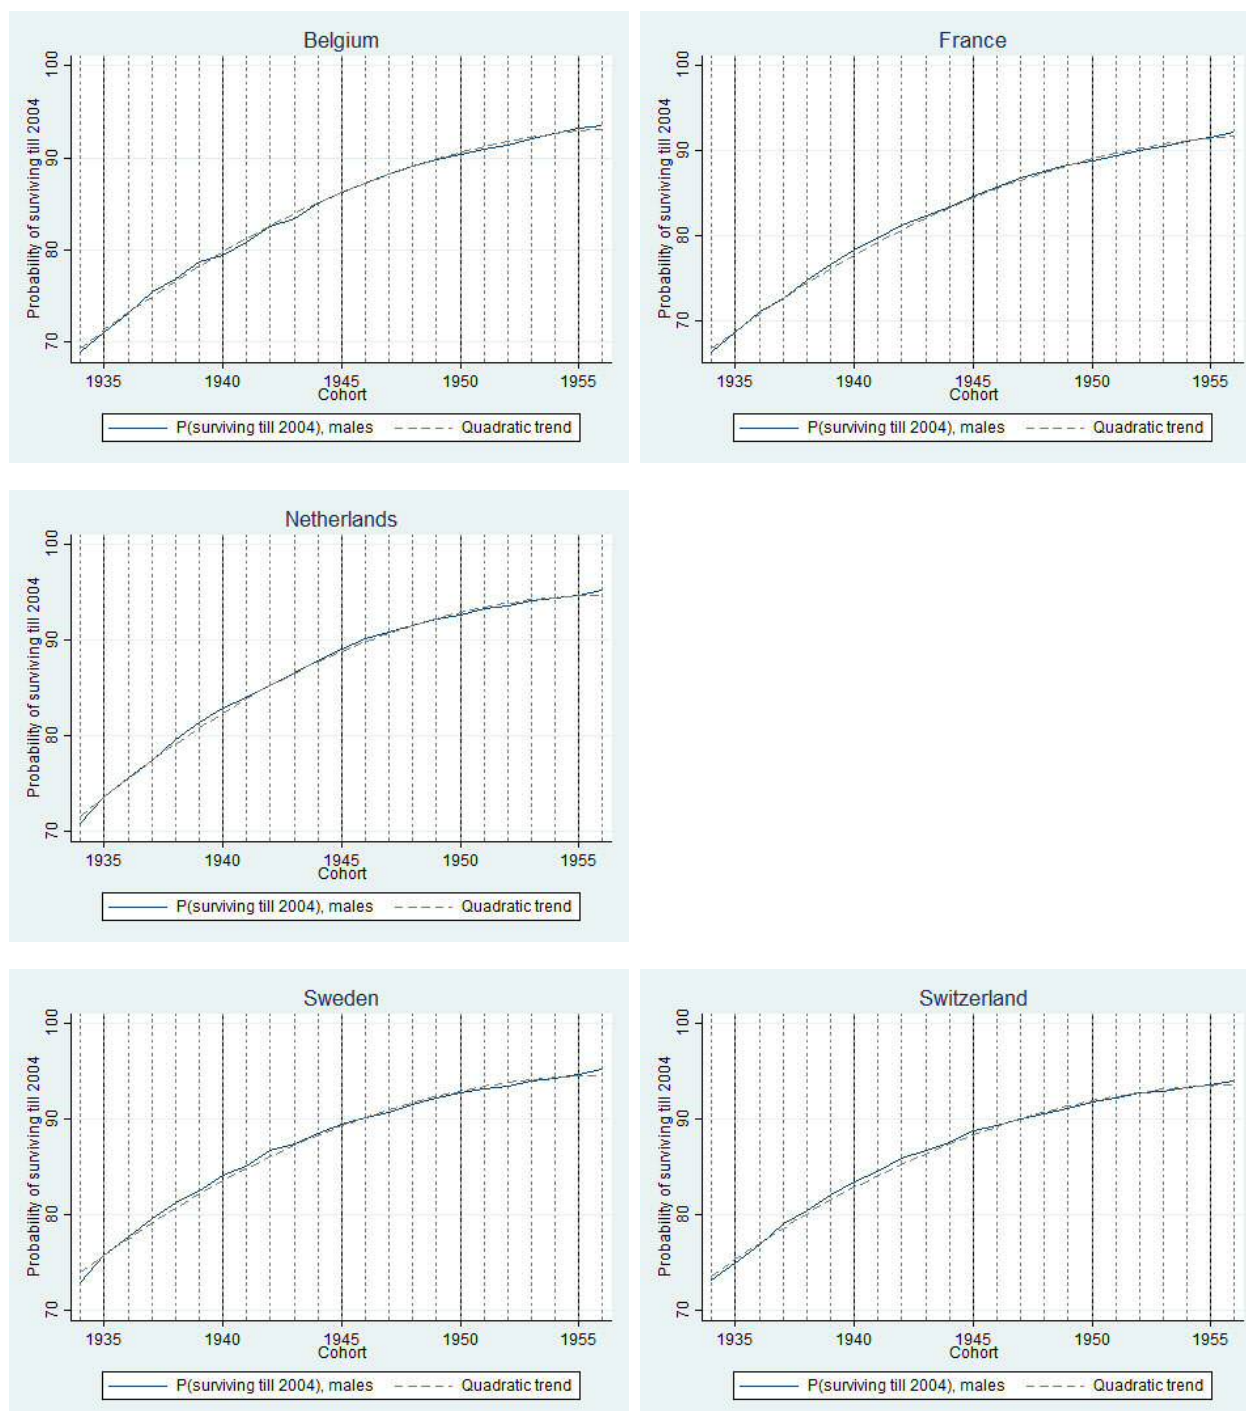 Belgium
Probability of surviving till 2004
100
90
80
70
1935 1940 1945 1950 1955
Cohort
P(surviving till 2004), males Quadratic trend
France
Probability of surviving till 2004
100
90
80
70
1935 1940 1945 1950 1955
Cohort
P(surviving till 2004), males Quadratic trend
Netherlands
Probability of surviving till 2004
100
90
80
70
1935 1940 1945 1950 1955
Cohort
P(surviving till 2004), males Quadratic trend
Sweden
Probability of surviving till 2004
100
90
80
70
1935 1940 1945 1950 1955
Cohort
P(surviving till 2004), males Quadratic trend
Switzerland
Probability of surviving till 2004
100
90
80
70
1935 1940 1945 1950 1955
Cohort
P(surviving till 2004), males Quadratic trend